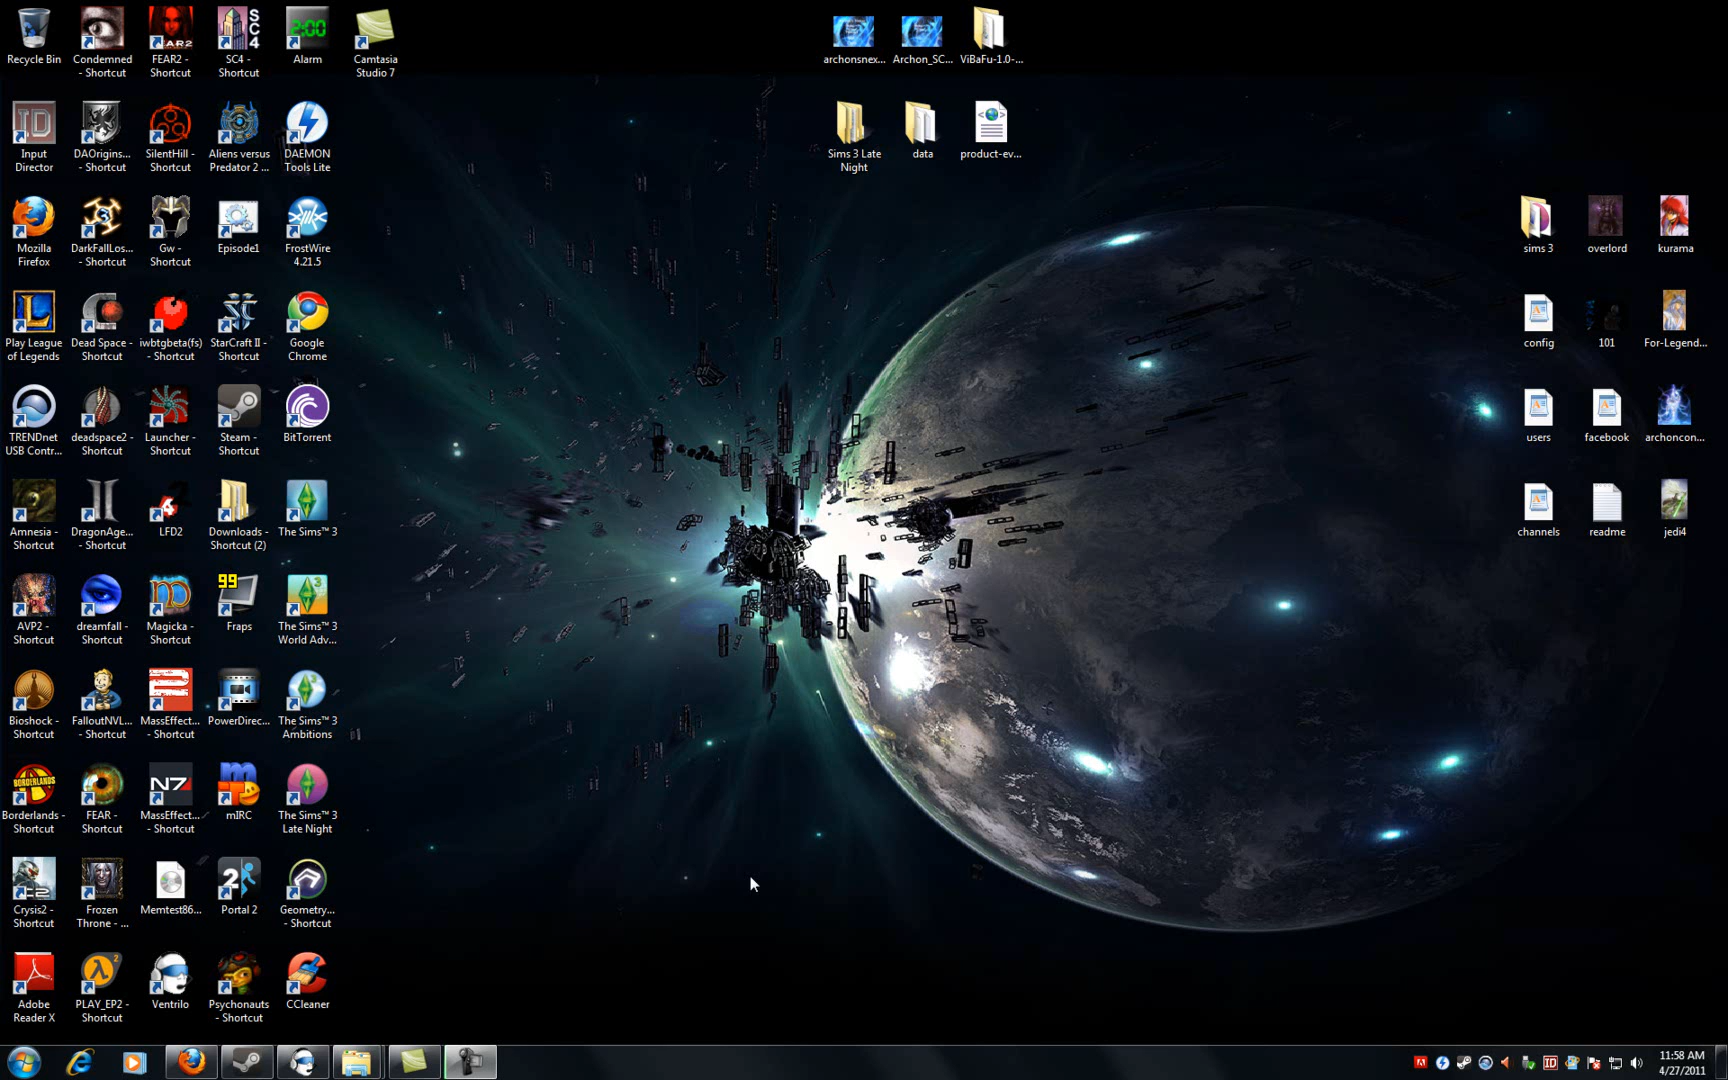 Recycle Bin
Condemned
- Shortcut
FEAR2 -
Shortcut
SC4 -
Shortcut
2:00
Alarm
Camtasia
Studio 7
archonsnex...
Archon_SC...
ViBaFu-1.0-...
Input
Director
DAOrigins...
- Shortcut
SilentHill -
Shortcut
Aliens versus
Predator 2 ...
DAEMON
Tools Lite
Sims 3 Late
Night
data
product-ev...
Mozilla
Firefox
DarkFallLos...
- Shortcut
Gw -
Shortcut
Episode1
FrostWire
4.21.5
sims 3
overlord
kurama
Play League
of Legends
Dead Space -
Shortcut
iwbtgbeta(fs)
- Shortcut
StarCraft II -
Shortcut
Google
Chrome
config
101
For-Legend...
TRENDnet
USB Contr...
deadspace2 -
Shortcut
Launcher -
Shortcut
Steam -
Shortcut
BitTorrent
users
facebook
archoncon...
Amnesia -
Shortcut
DragonAge...
- Shortcut
LFD2
Downloads -
Shortcut (2)
The Sims™ 3
channels
readme
jedi4
AVP2 -
Shortcut
dreamfall -
Shortcut
Magicka -
Shortcut
99
Fraps
The Sims™ 3
World Adv...
Bioshock -
Shortcut
FalloutNVL...
- Shortcut
MassEffect...
- Shortcut
PowerDirec...
The Sims™ 3
Ambitions
BORDERLANDS
Borderlands -
Shortcut
FEAR -
Shortcut
N7
MassEffect...
- Shortcut
mIRC
The Sims™ 3
Late Night
Crysis2 -
Shortcut
Frozen
Throne - ...
Memtest86...
Portal 2
Geometry...
- Shortcut
Adobe
Reader X
PLAY_EP2 -
Shortcut
Ventrilo
Psychonauts
- Shortcut
CCleaner
ID
11:58 AM
4/27/2011